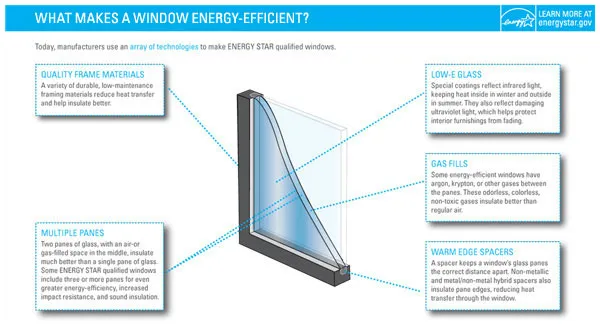 WHAT MAKES A WINDOW ENERGY-EFFICIENT?
LEARN MORE AT
energystar.gov
Today, manufacturers use an array of technologies to make ENERGY STAR qualified windows.
QUALITY FRAME MATERIALS
A variety of durable, low-maintenance
framing materials reduce heat transfer
and help insulate better.
MULTIPLE PANES
Two panes of glass, with an air-or
gas-filled space in the middle, insulate
much better than a single pane of glass.
Some ENERGY STAR qualified windows
include three or more panes for even
greater energy-efficiency, increased
impact resistance, and sound insulation.
LOW-E GLASS
Special coatings reflect infrared light,
keeping heat inside in winter and outside
in summer. They also reflect damaging
ultraviolet light, which helps protect
interior furnishings from fading.
GAS FILLS
Some energy-efficient windows have
argon, krypton, or other gases between
the panes. These odorless, colorless,
non-toxic gases insulate better than
regular air.
WARM EDGE SPACERS
A spacer keeps a window's glass panes
the correct distance apart. Non-metallic
and metal/non-metal hybrid spacers also
insulate pane edges, reducing heat
transfer through the window.